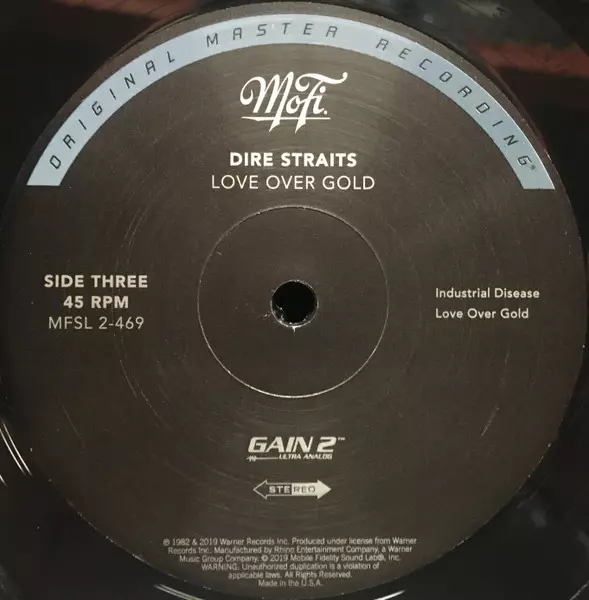 ORIGINAL MASTER RECORDING®
MoFi.
DIRE STRAITS
LOVE OVER GOLD
SIDE THREE
45 RPM
MFSL 2-469
Industrial Disease
Love Over Gold
GAIN 2™
ULTRA ANALOG
STEREO
℗ 1982 & 2019 Warner Records Inc. Produced under license from Warner
Records Inc. Manufactured by Rhino Entertainment Company, a Warner
Music Group Company. © 2019 Mobile Fidelity Sound Lab®, Inc.
WARNING: Unauthorized duplication is a violation of
applicable laws. All Rights Reserved.
Made in the U.S.A.